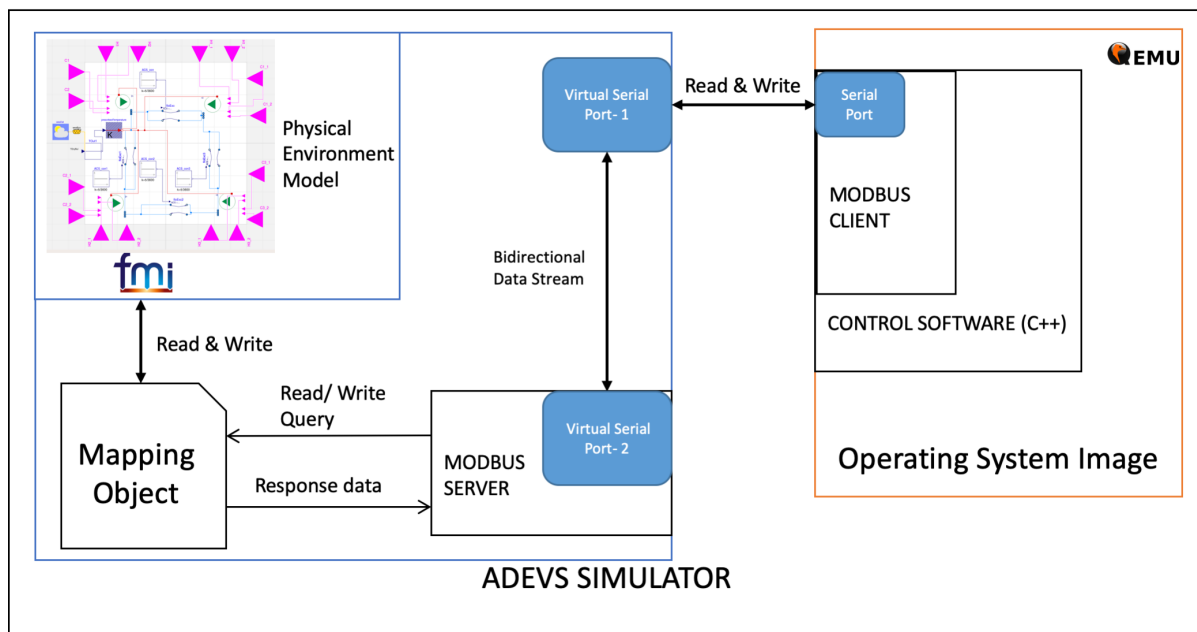 Physical
Environment
Model
fmi
Read & Write
Mapping
Object
Read/ Write
Query
Response data
MODBUS
SERVER
Virtual Serial
Port- 1
Bidirectional
Data Stream
Virtual Serial
Port- 2
Read & Write
QEMU
Serial
Port
MODBUS
CLIENT
CONTROL SOFTWARE (C++)
Operating System Image
ADEVS SIMULATOR